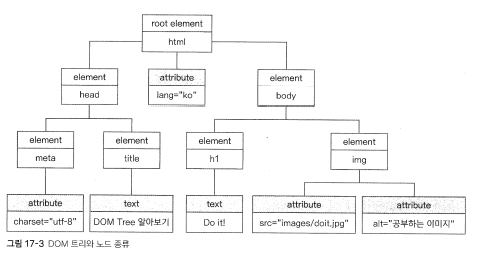 root element
html
element
head
attribute
lang="ko"
element
body
element
meta
element
title
element
h1
element
img
attribute
charset="utf-8"
text
DOM Tree 알아보기
text
Do it!
attribute
src="images/doit.jpg"
attribute
alt="공부하는 이미지"
그림 17-3 DOM 트리와 노드 종류